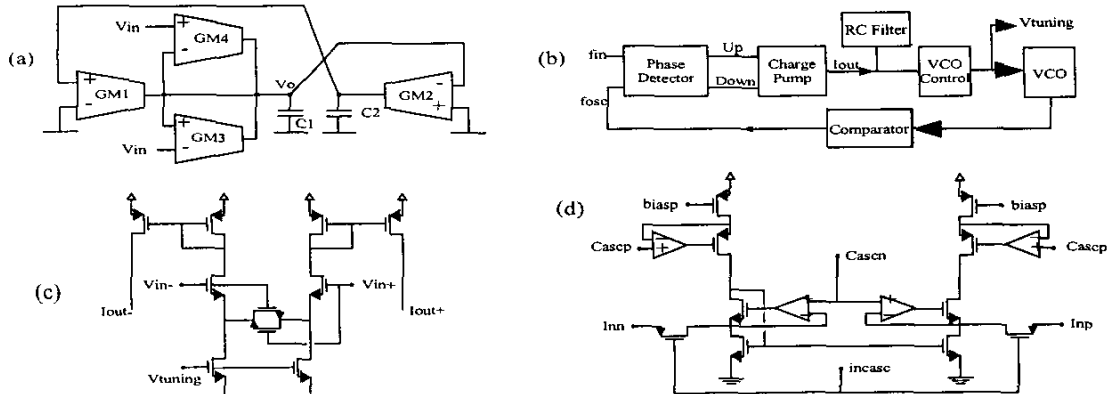 (a)
Vin
+
-
GM4
+
-
GM1
Vo
C1
C2
-
+
GM2
+
-
GM3
Vin
(b)
fin
fosc
Phase
Detector
Up
Down
Charge
Pump
Iout
RC Filter
VCO
Control
Vtuning
VCO
Comparator
(c)
Vin-
Vin+
Iout-
Iout+
Vtuning
(d)
biasp
biasp
Cascp
Cascp
Cascn
Inn
Inp
incasc